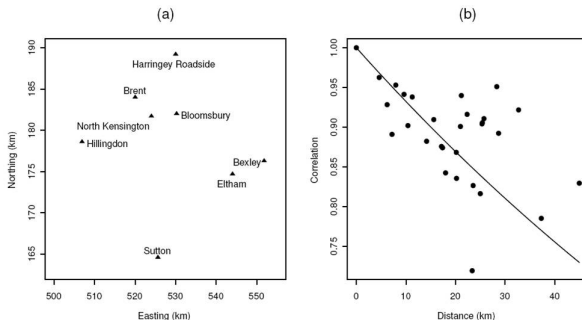 (a)
Northing (km)
190
185
180
175
170
165
Harringey Roadside
Brent
North Kensington
Bloomsbury
Hillingdon
Bexley
Eltham
Sutton
500 510 520 530 540 550
Easting (km)
(b)
Correlation
1.00
0.95
0.90
0.85
0.80
0.75
0 10 20 30 40
Distance (km)